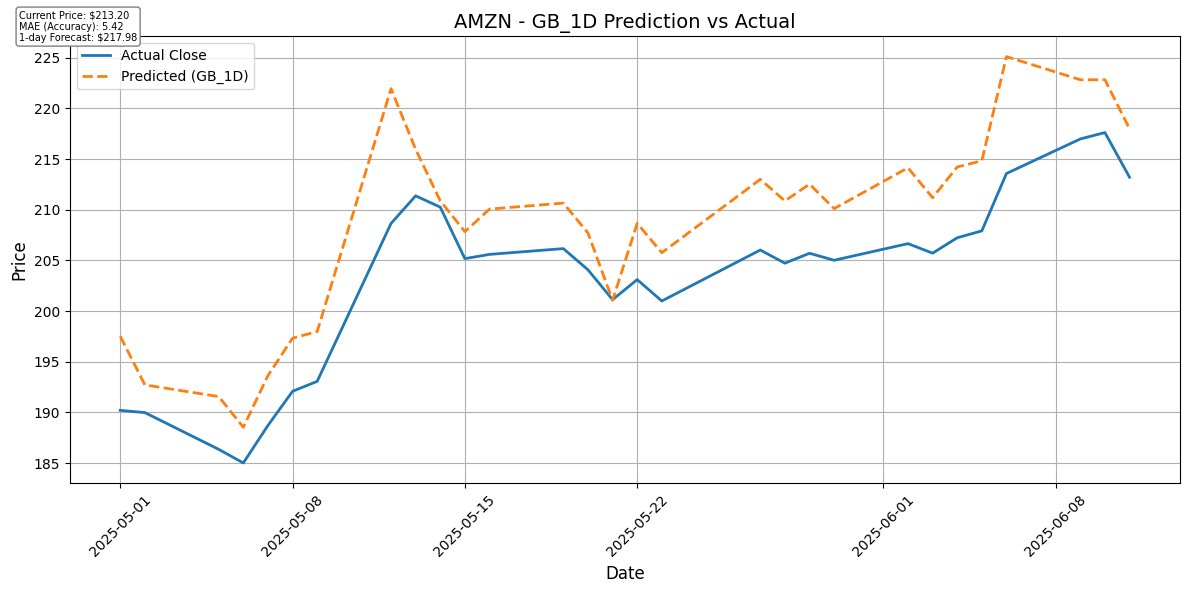 AMZN - GB_1D Prediction vs Actual
Current Price: $213.20
MAE (Accuracy): 5.42
1-day Forecast: $217.98
Actual Close
Predicted (GB_1D)
Price
225
220
215
210
205
200
195
190
185
2025-05-01
2025-05-08
2025-05-15
2025-05-22
2025-06-01
2025-06-08
Date